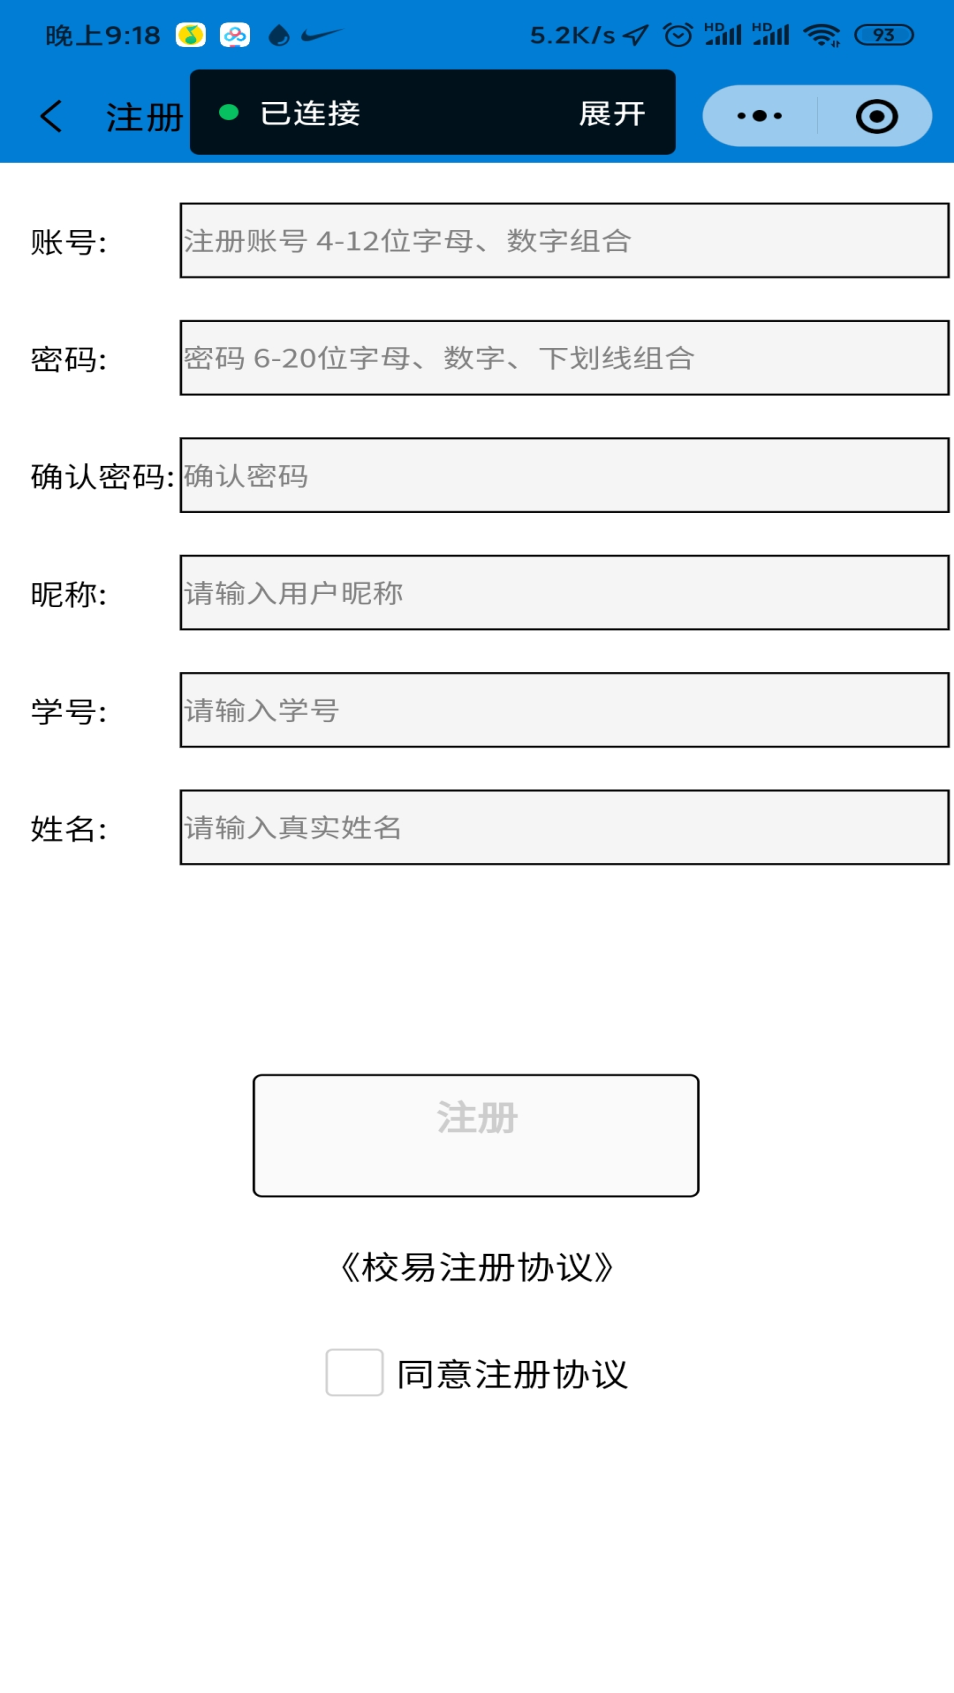 晚上9:18 5.2K/s HD HD 93
注册 已连接 展开
账号: 注册账号 4-12位字母、数字组合
密码: 密码 6-20位字母、数字、下划线组合
确认密码: 确认密码
昵称: 请输入用户昵称
学号: 请输入学号
姓名: 请输入真实姓名
注册
《校易注册协议》
同意注册协议